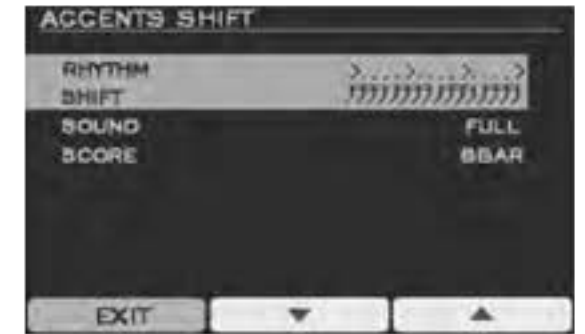 ACCENTS SHIFT
RHYTHM >....>....>....>
SHIFT
SOUND FULL
SCORE 8BAR
EXIT ▼ ▲